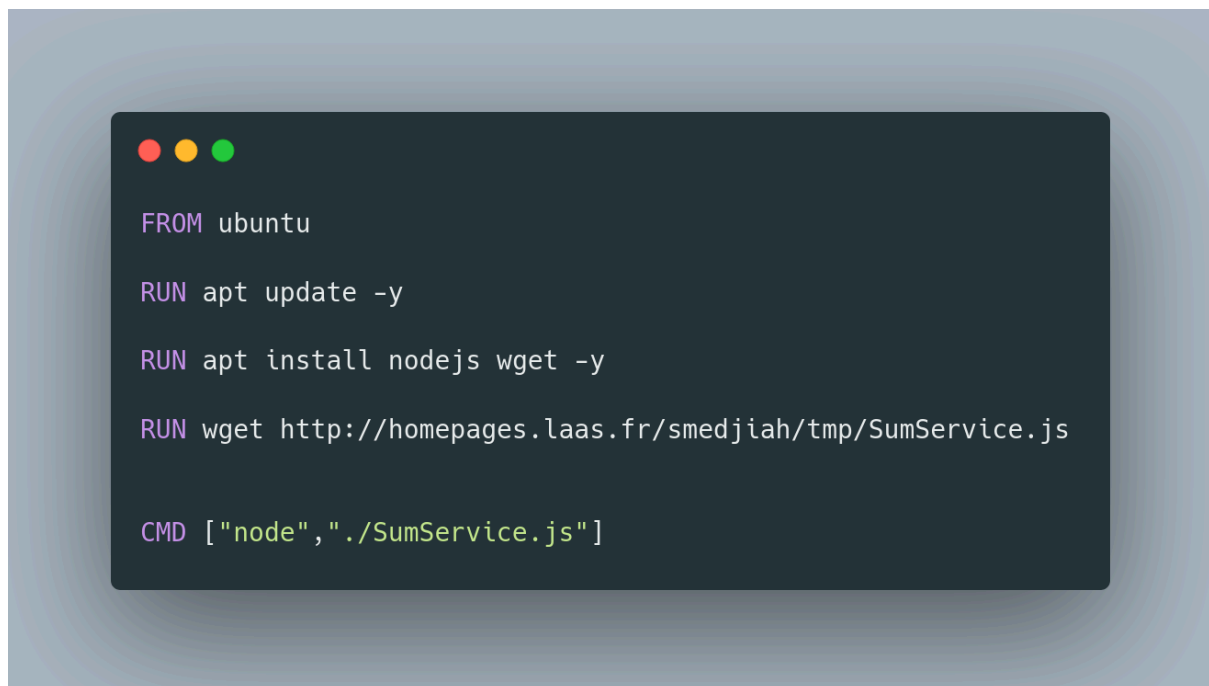 FROM ubuntu
RUN apt update -y
RUN apt install nodejs wget -y
RUN wget http://homepages.laas.fr/smedjiah/tmp/SumService.js
CMD ["node","./SumService.js"]